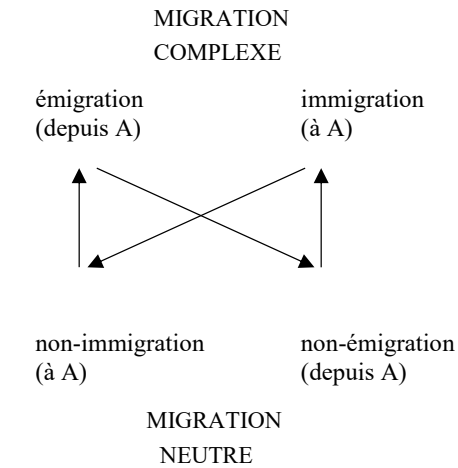 MIGRATION
COMPLEXE
émigration immigration
(depuis A) (à A)
non-immigration non-émigration
(à A) (depuis A)
MIGRATION
NEUTRE